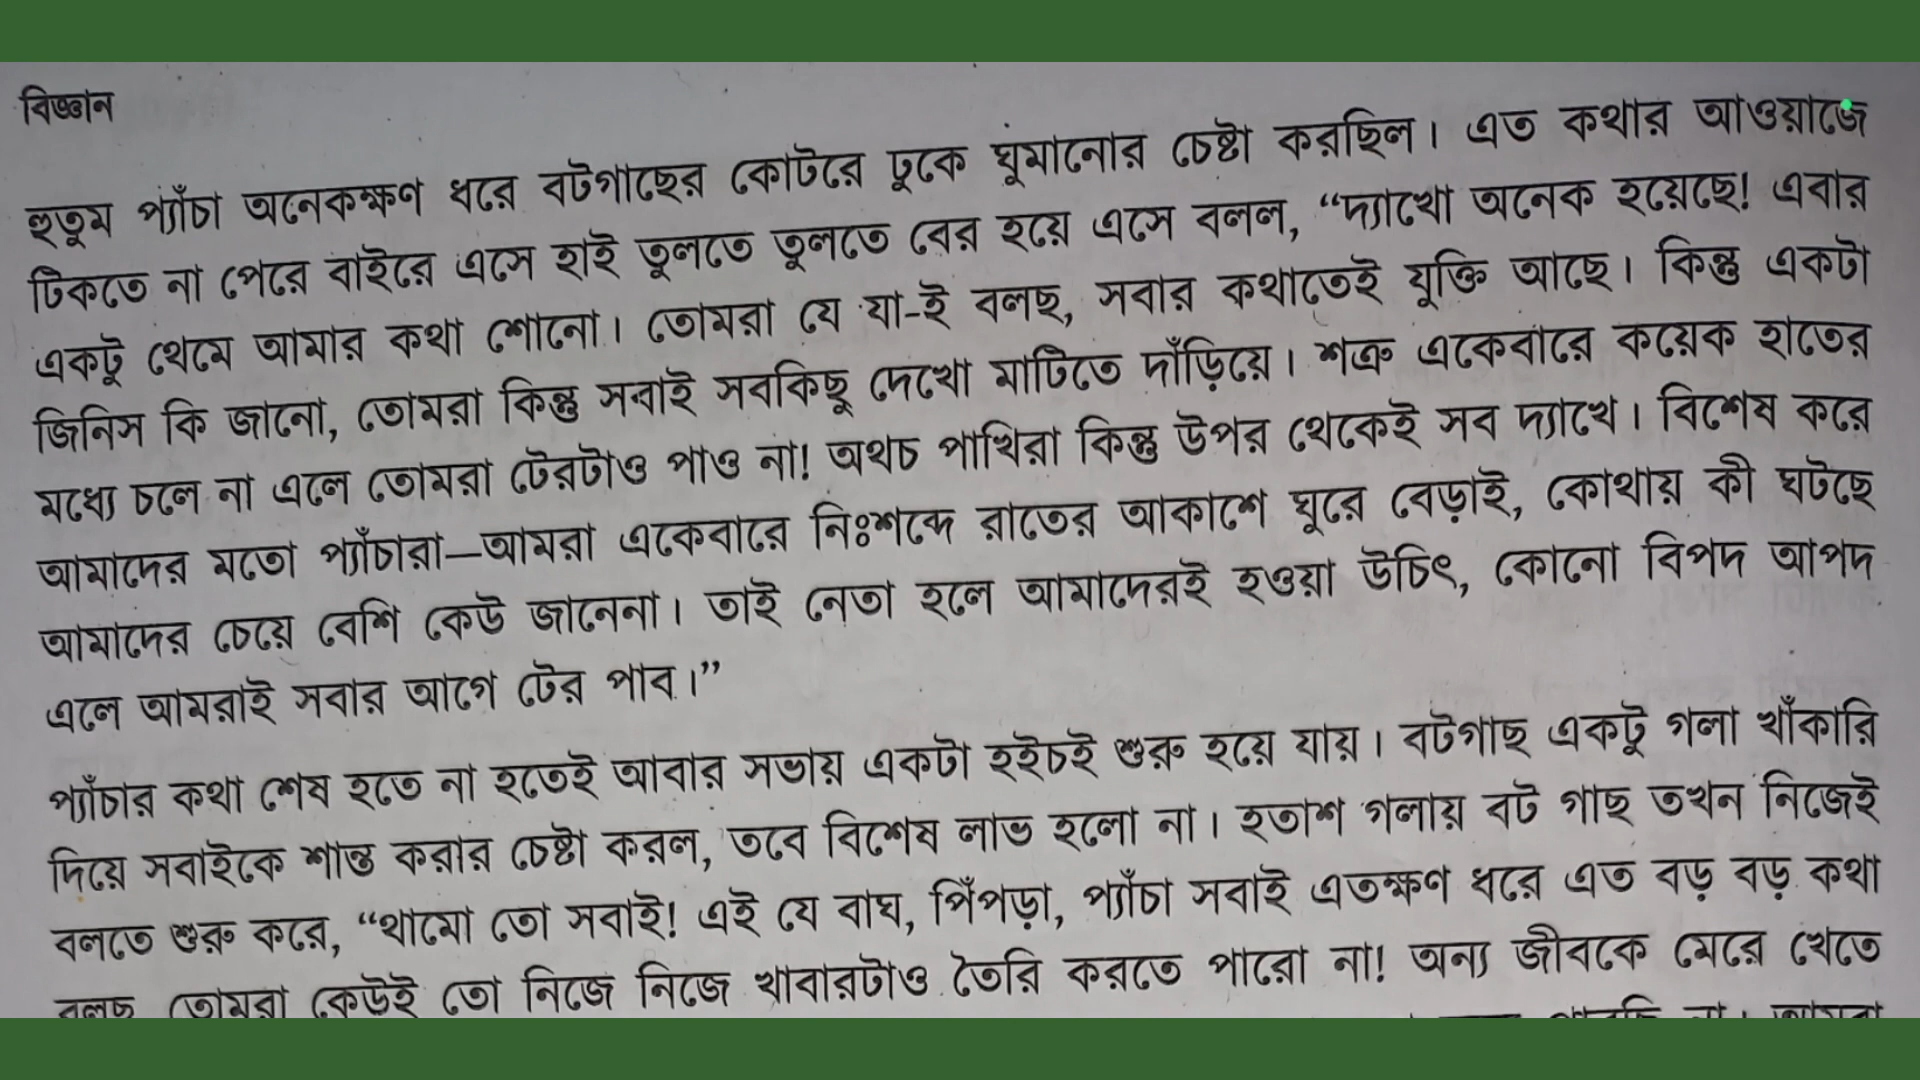 বিজ্ঞান
হুতুম প্যাঁচা অনেকক্ষণ ধরে বটগাছের কোটরে ঢুকে ঘুমানোর চেষ্টা করছিল। এত কথার আওয়াজে
টিকতে না পেরে বাইরে এসে হাই তুলতে তুলতে বের হয়ে এসে বলল, “দ্যাখো অনেক হয়েছে! এবার
একটু থেমে আমার কথা শোনো। তোমরা যে যা-ই বলছ, সবার কথাতেই যুক্তি আছে। কিন্তু একটা
জিনিস কি জানো, তোমরা কিন্তু সবাই সবকিছু দেখো মাটিতে দাঁড়িয়ে। শত্রু একেবারে কয়েক হাতের
মধ্যে চলে না এলে তোমরা টেরটাও পাও না! অথচ পাখিরা কিন্তু উপর থেকেই সব দ্যাখে। বিশেষ করে
আমাদের মতো প্যাঁচারা—আমরা একেবারে নিঃশব্দে রাতের আকাশে ঘুরে বেড়াই, কোথায় কী ঘটছে
আমাদের চেয়ে বেশি কেউ জানেনা। তাই নেতা হলে আমাদেরই হওয়া উচিৎ, কোনো বিপদ আপদ
এলে আমরাই সবার আগে টের পাব।”
প্যাঁচার কথা শেষ হতে না হতেই আবার সভায় একটা হইচই শুরু হয়ে যায়। বটগাছ একটু গলা খাঁকারি
দিয়ে সবাইকে শান্ত করার চেষ্টা করল, তবে বিশেষ লাভ হলো না। হতাশ গলায় বট গাছ তখন নিজেই
বলতে শুরু করে, “থামো তো সবাই! এই যে বাঘ, পিঁপড়া, প্যাঁচা সবাই এতক্ষণ ধরে এত বড় বড় কথা
বলছ তোমরা কেউই তো নিজে নিজে খাবারটাও তৈরি করতে পারো না! অন্য জীবকে মেরে খেতে